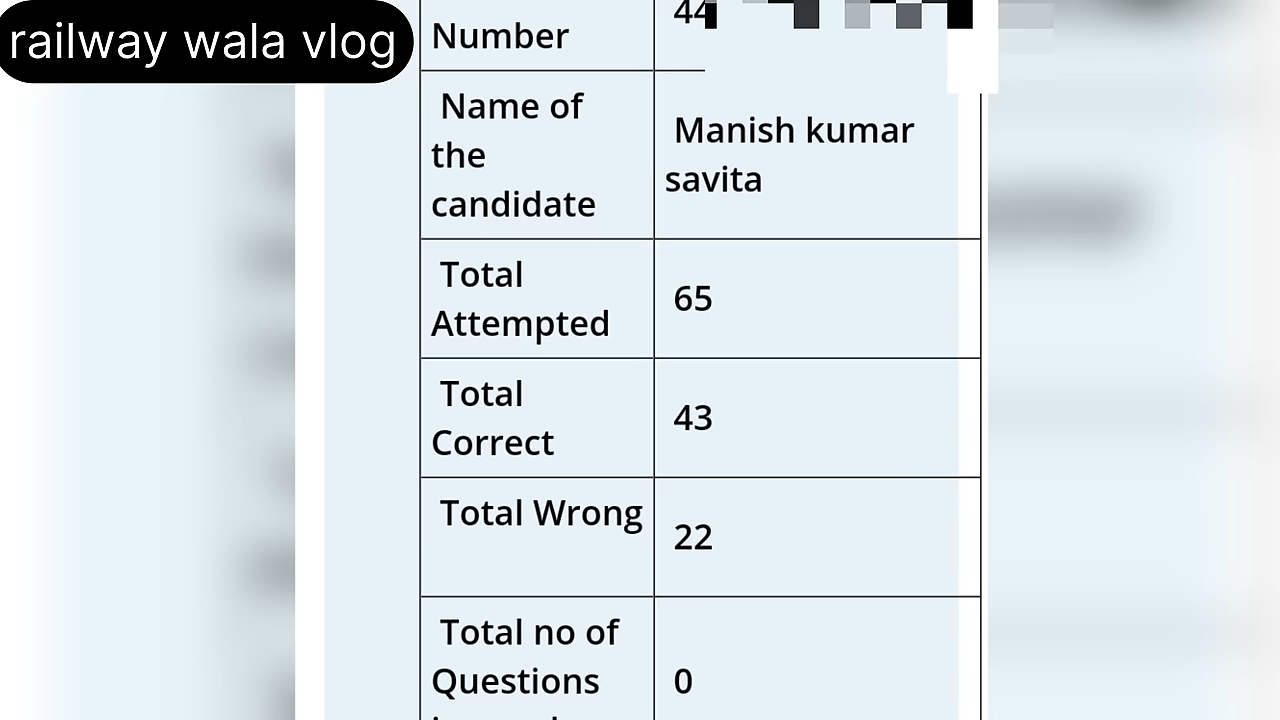 railway wala vlog
Number
44
Name of
the
candidate
Manish kumar
savita
Total
Attempted
65
Total
Correct
43
Total Wrong
22
Total no of
Questions
0